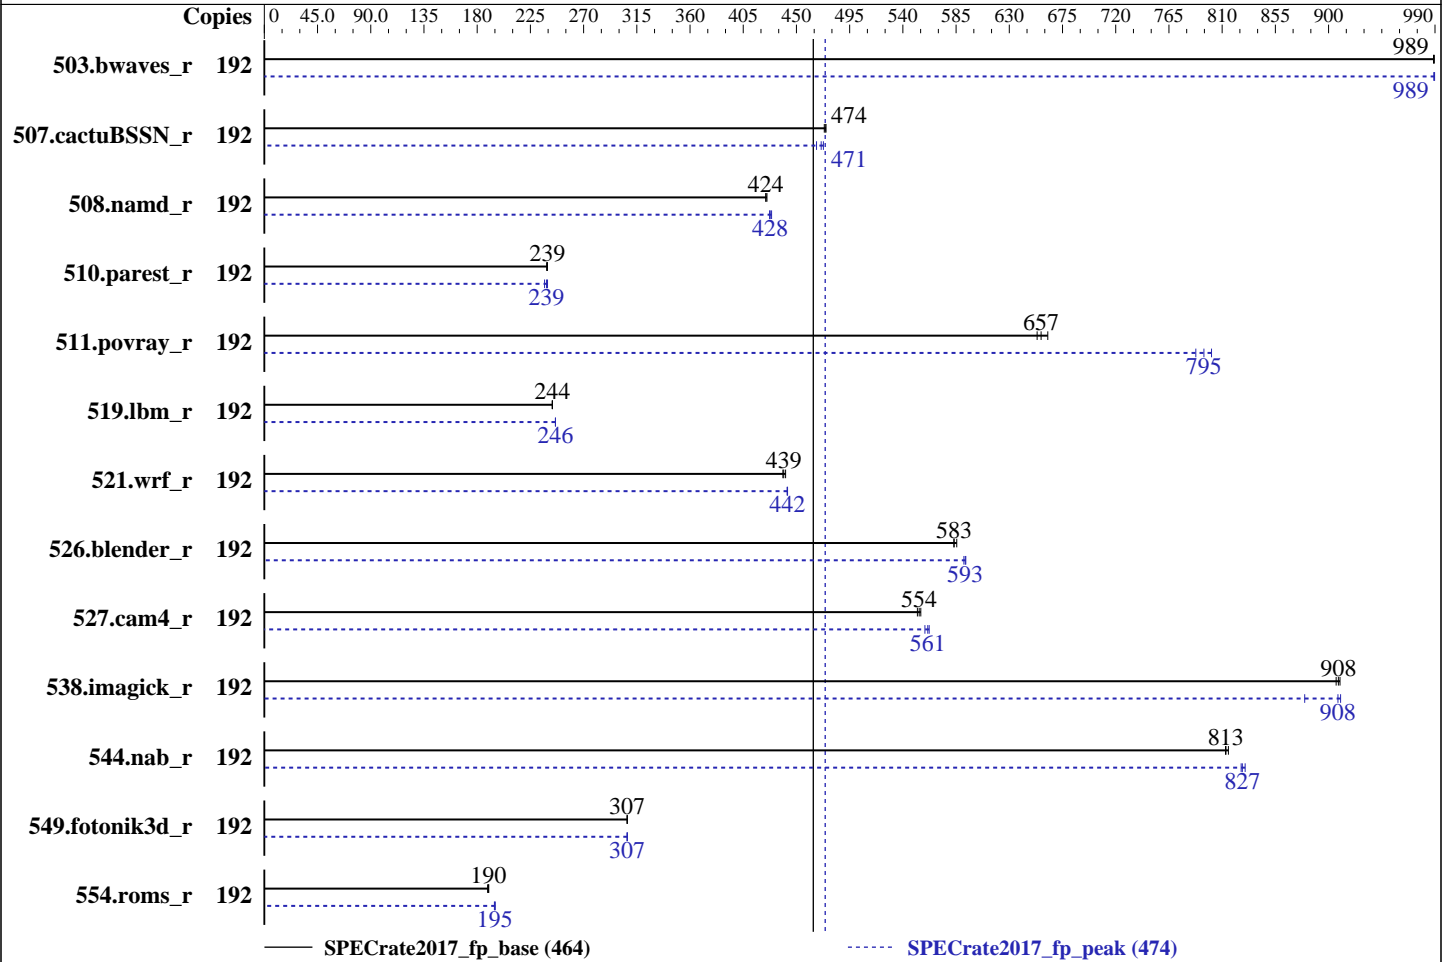 Copies 0 45.0 90.0 135 180 225 270 315 360 405 450 495 540 585 630 675 720 765 810 855 900 990
989
503.bwaves_r 192
989
474
507.cactuBSSN_r 192
471
424
508.namd_r 192
428
239
510.parest_r 192
239
657
511.povray_r 192
795
244
519.lbm_r 192
246
439
521.wrf_r 192
442
583
526.blender_r 192
593
554
527.cam4_r 192
561
908
538.imagick_r 192
908
813
544.nab_r 192
827
307
549.fotonik3d_r 192
307
190
554.roms_r 192
195
SPECrate2017_fp_base (464) SPECrate2017_fp_peak (474)